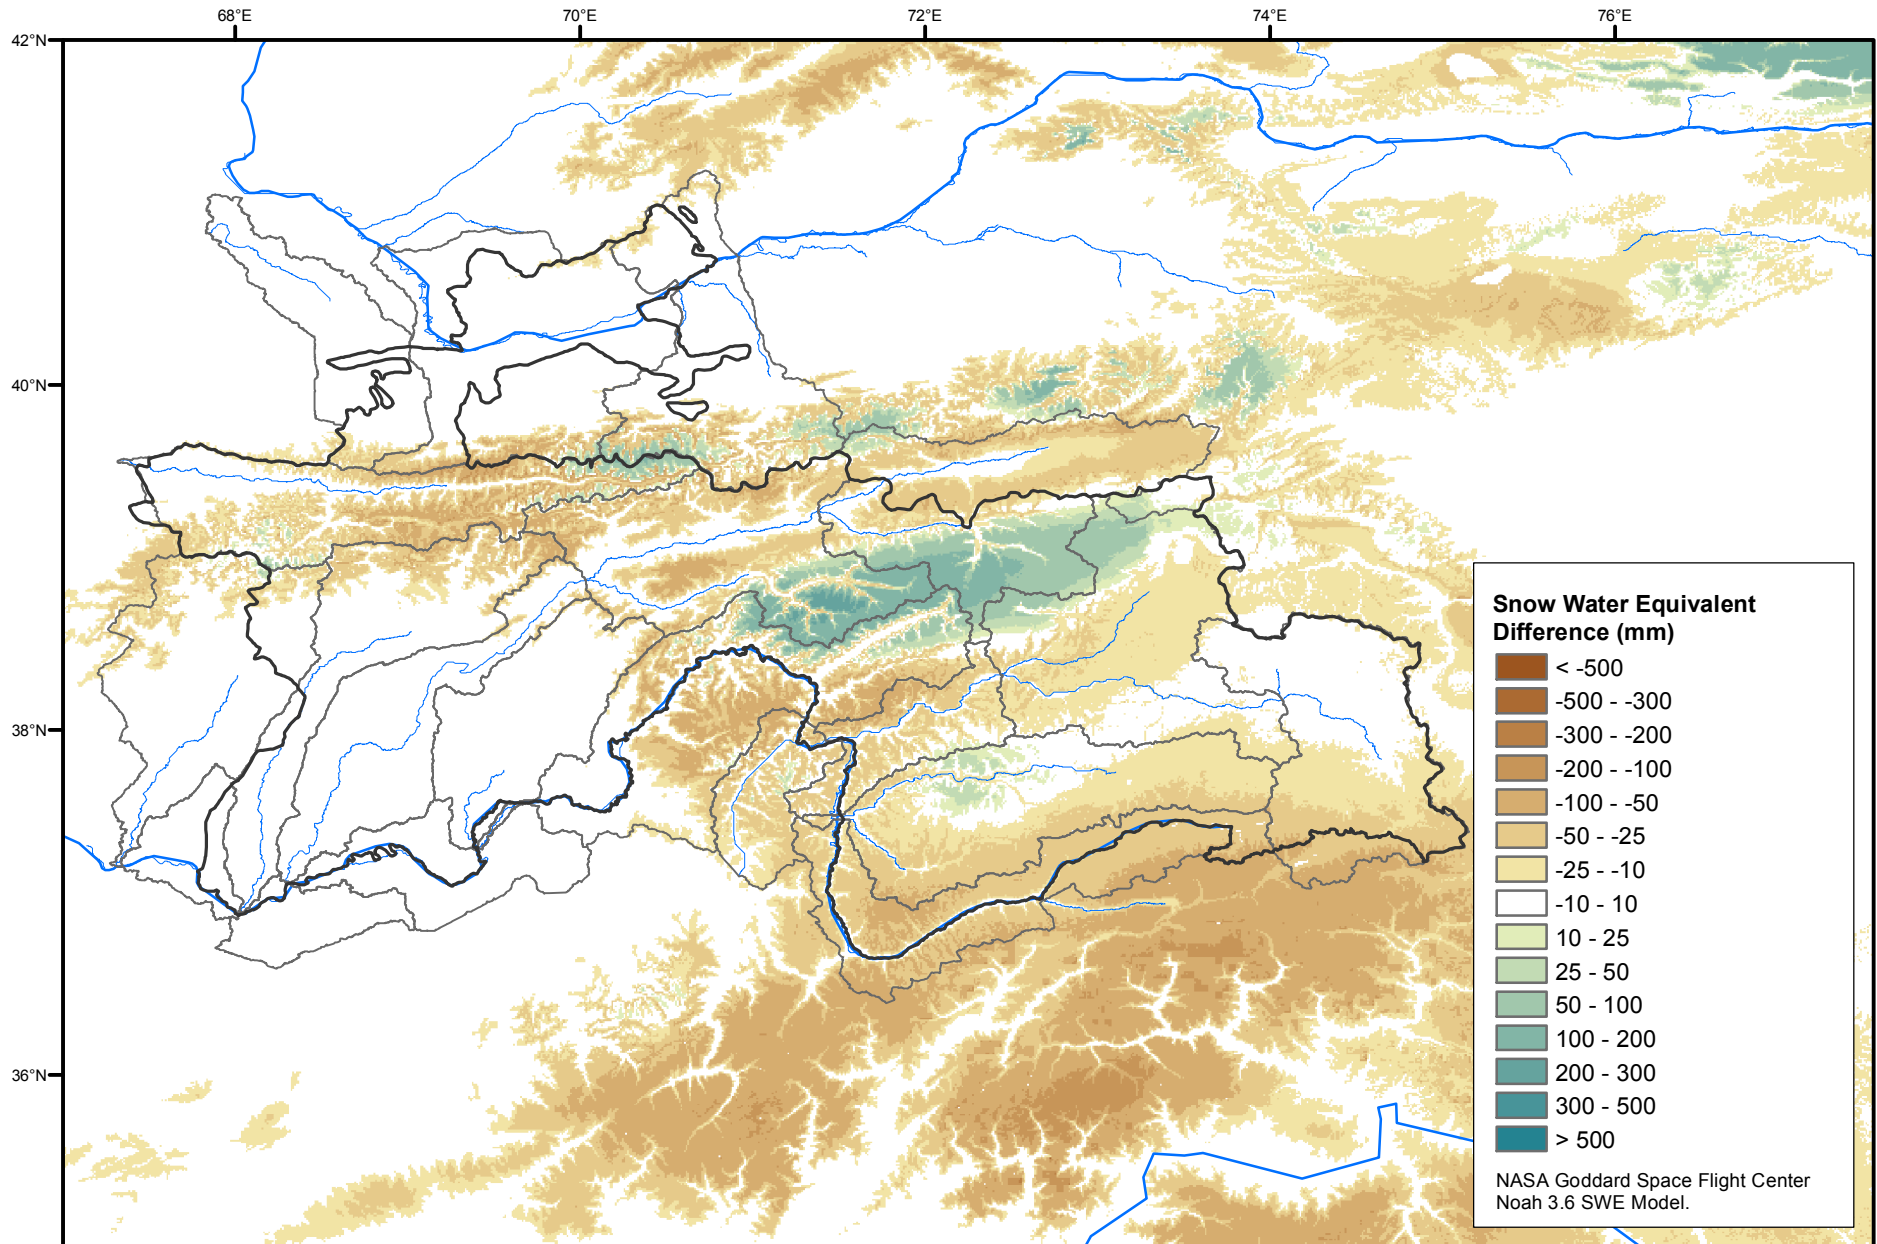 68°E
70°E
72°E
74°E
76°E
42°N
40°N
38°N
36°N
Snow Water Equivalent
Difference (mm)
< -500
-500 - -300
-300 - -200
-200 - -100
-100 - -50
-50 - -25
-25 - -10
-10 - 10
10 - 25
25 - 50
50 - 100
100 - 200
200 - 300
300 - 500
> 500
NASA Goddard Space Flight Center
Noah 3.6 SWE Model.